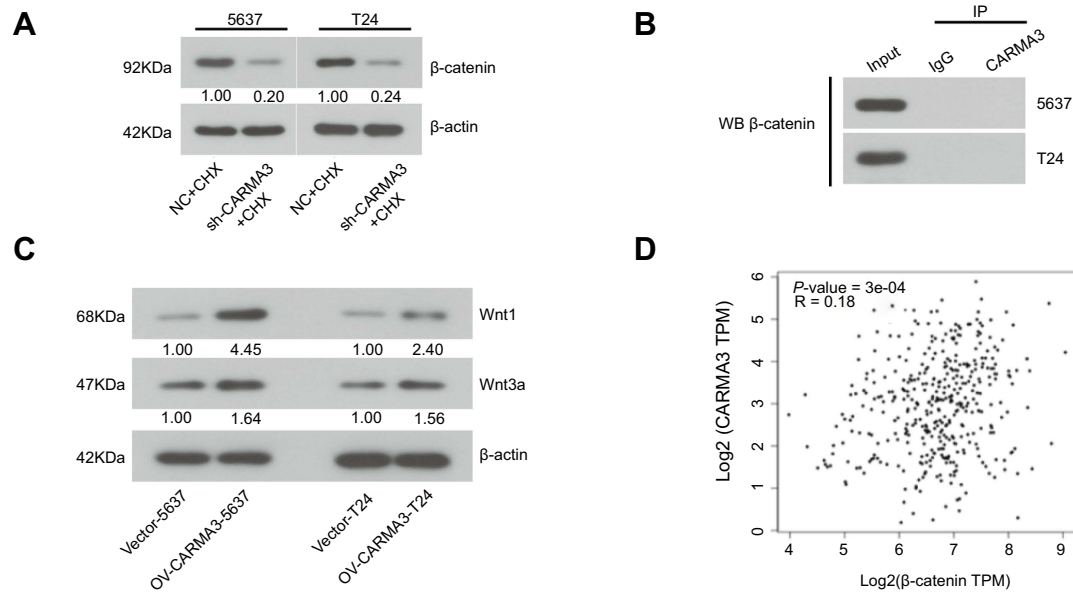 A
5637
T24
92KDa
β-catenin
1.00
0.20
1.00
0.24
42KDa
β-actin
NC+CHX
sh-CARMA3
+CHX
NC+CHX
sh-CARMA3
+CHX
B
IP
Input
IgG
CARMA3
WB β-catenin
5637
T24
C
68KDa
Wnt1
1.00
4.45
1.00
2.40
47KDa
Wnt3a
1.00
1.64
1.00
1.56
42KDa
β-actin
Vector-5637
OV-CARMA3-5637
Vector-T24
OV-CARMA3-T24
D
P-value = 3e-04
R = 0.18
Log2 (CARMA3 TPM)
6
5
4
3
2
1
0
4
5
6
7
8
9
Log2(β-catenin TPM)